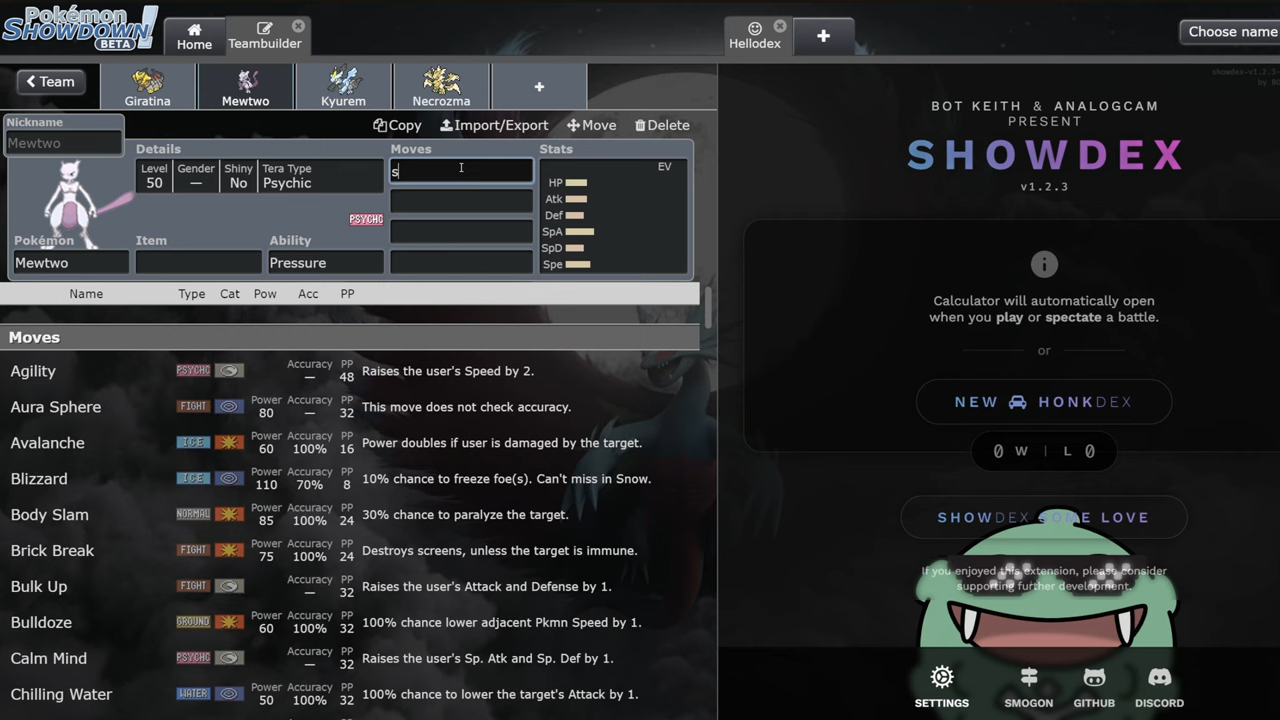 Pokémon
SHOWDOWN!
BETA
Home
Teambuilder
Hellodex
+
Choose name
Team
Giratina
Mewtwo
Kyurem
Necrozma
+
Copy
Import/Export
Move
Delete
Nickname
Mewtwo
Details
Level
50
Gender
—
Shiny
No
Tera Type
Psychic
PSYCHC
Pokémon
Mewtwo
Item
Ability
Pressure
Moves
s
Stats
EV
HP
Atk
Def
SpA
SpD
Spe
Name Type Cat Pow Acc PP
Moves
Agility PSYCHC Accuracy — PP 48 Raises the user's Speed by 2.
Aura Sphere FIGHT Power 80 Accuracy — PP 32 This move does not check accuracy.
Avalanche ICE Power 60 Accuracy 100% PP 16 Power doubles if user is damaged by the target.
Blizzard ICE Power 110 Accuracy 70% PP 8 10% chance to freeze foe(s). Can't miss in Snow.
Body Slam NORMAL Power 85 Accuracy 100% PP 24 30% chance to paralyze the target.
Brick Break FIGHT Power 75 Accuracy 100% PP 24 Destroys screens, unless the target is immune.
Bulk Up FIGHT Accuracy — PP 32 Raises the user's Attack and Defense by 1.
Bulldoze GROUND Power 60 Accuracy 100% PP 32 100% chance lower adjacent Pkmn Speed by 1.
Calm Mind PSYCHC Accuracy — PP 32 Raises the user's Sp. Atk and Sp. Def by 1.
Chilling Water WATER Power 50 Accuracy 100% PP 32 100% chance to lower the target's Attack by 1.
showdex-v1.2.3
BOT KEITH & ANALOGCAM
PRESENT
SHOWDEX
v1.2.3
Calculator will automatically open
when you play or spectate a battle.
or
NEW HONKDEX
0 W | L 0
SHOWDEX SOME LOVE
If you enjoyed this extension, please consider
supporting further development.
SETTINGS
SMOGON
GITHUB
DISCORD